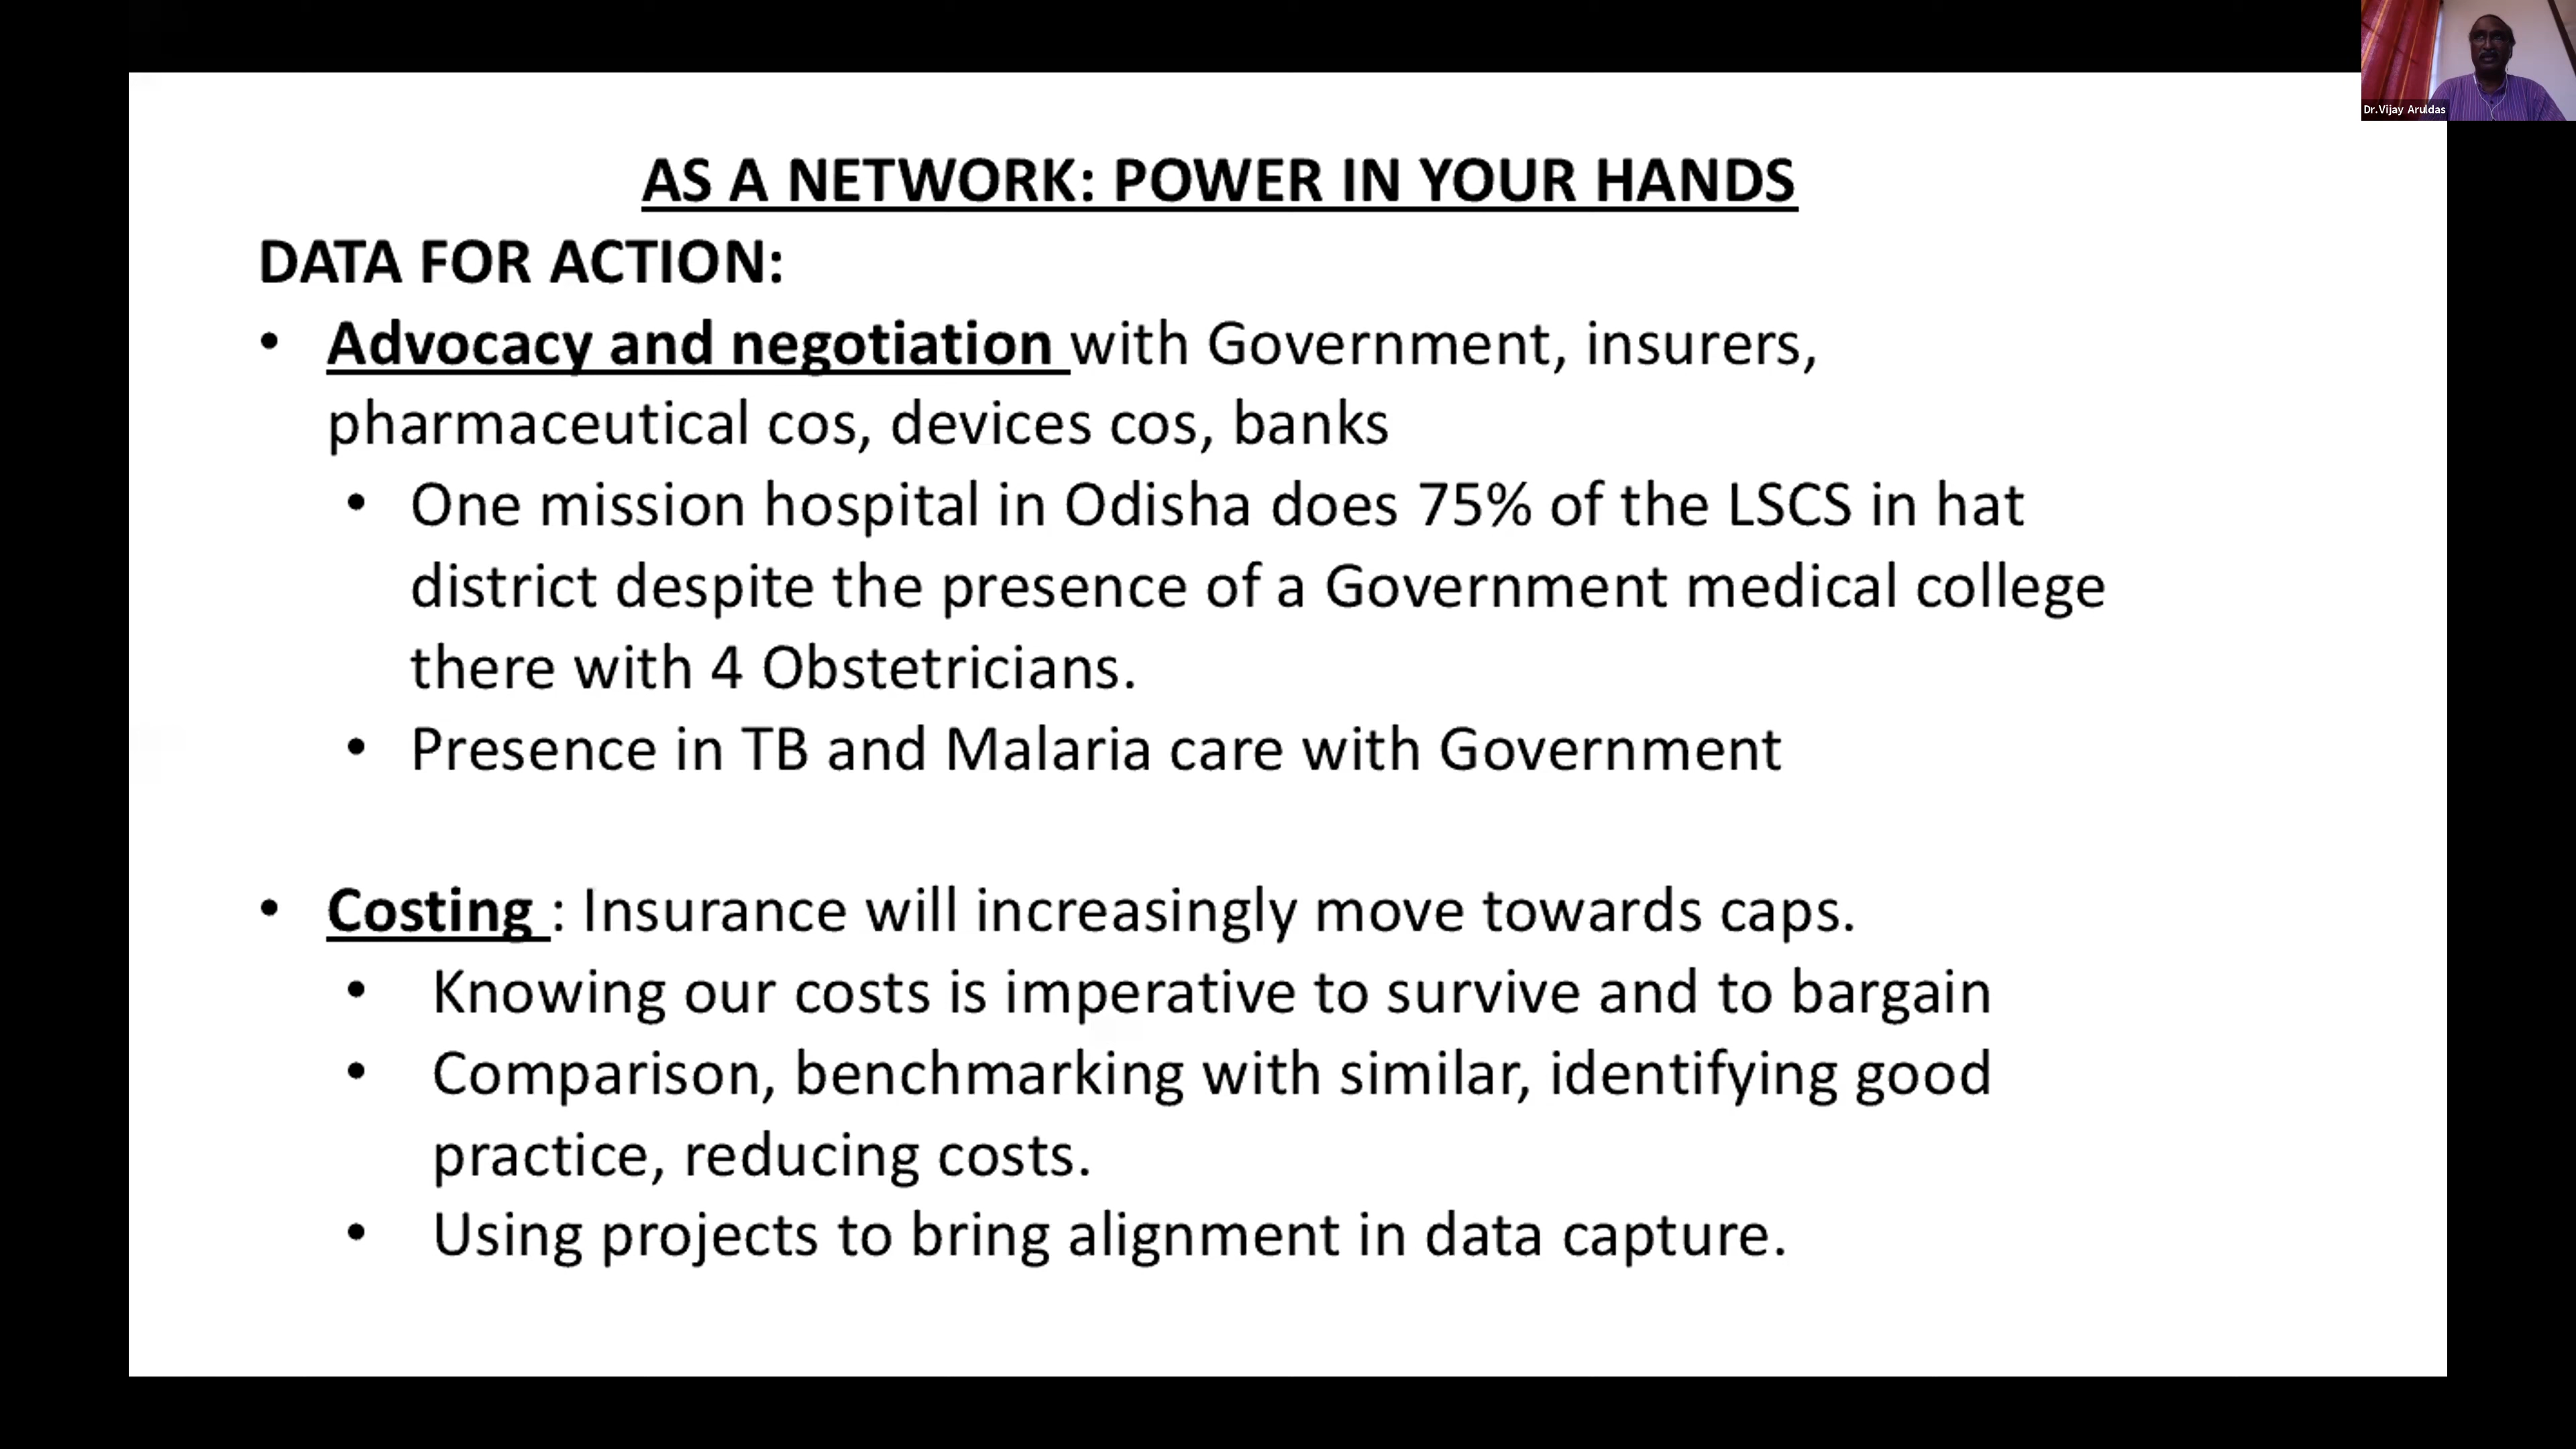 Dr.Vijay Aruldas
AS A NETWORK: POWER IN YOUR HANDS
DATA FOR ACTION:
• Advocacy and negotiation with Government, insurers,
pharmaceutical cos, devices cos, banks
• One mission hospital in Odisha does 75% of the LSCS in hat
district despite the presence of a Government medical college
there with 4 Obstetricians.
• Presence in TB and Malaria care with Government
• Costing : Insurance will increasingly move towards caps.
• Knowing our costs is imperative to survive and to bargain
• Comparison, benchmarking with similar, identifying good
practice, reducing costs.
• Using projects to bring alignment in data capture.